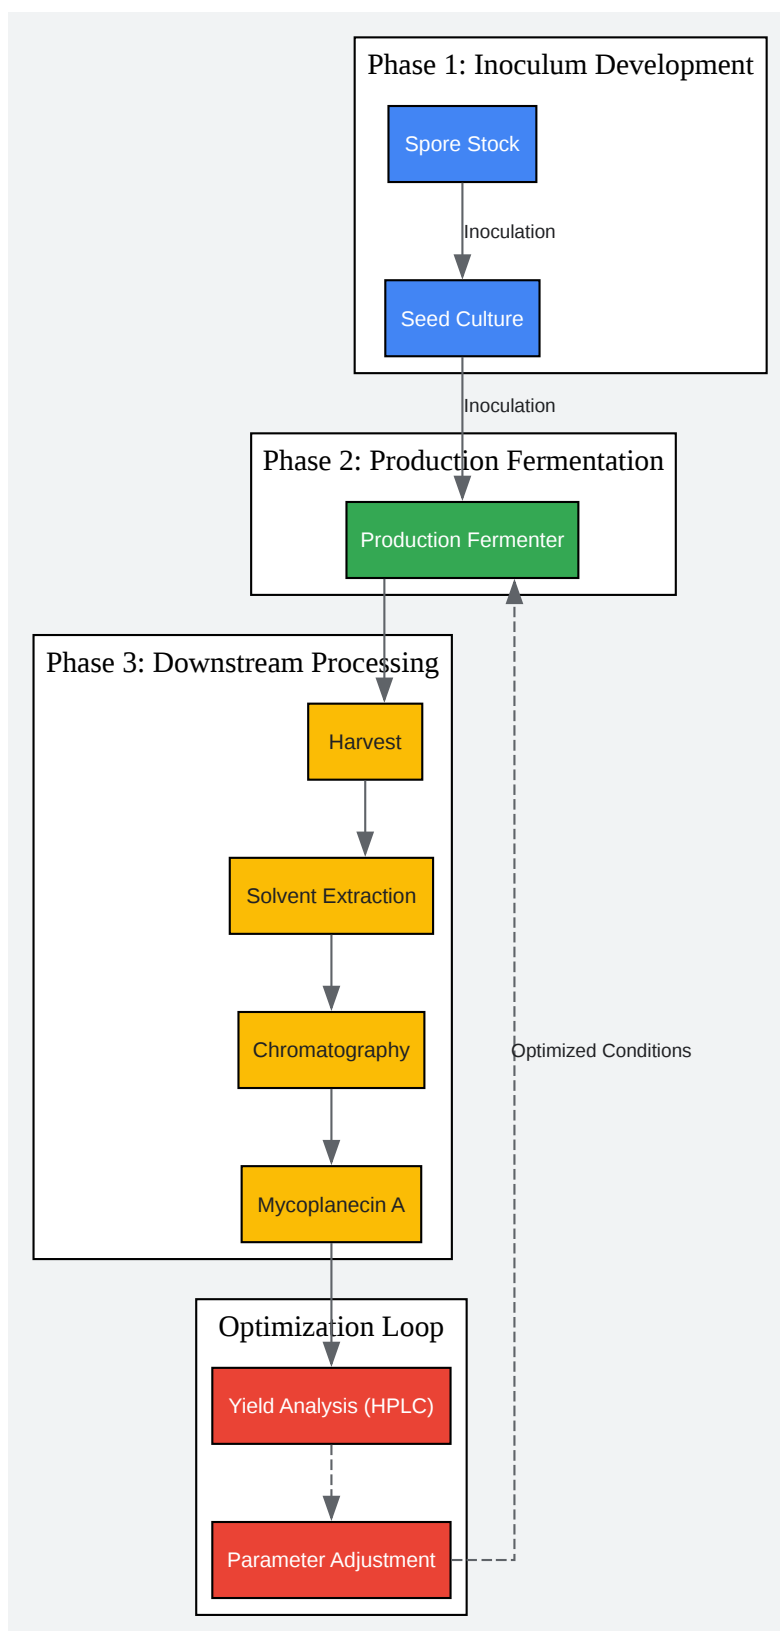 Phase 1: Inoculum Development
Spore Stock
Inoculation
Seed Culture
Inoculation
Phase 2: Production Fermentation
Production Fermenter
Phase 3: Downstream Processing
Harvest
Solvent Extraction
Chromatography
Optimized Conditions
Mycoplanecin A
Optimization Loop
Yield Analysis (HPLC)
Parameter Adjustment